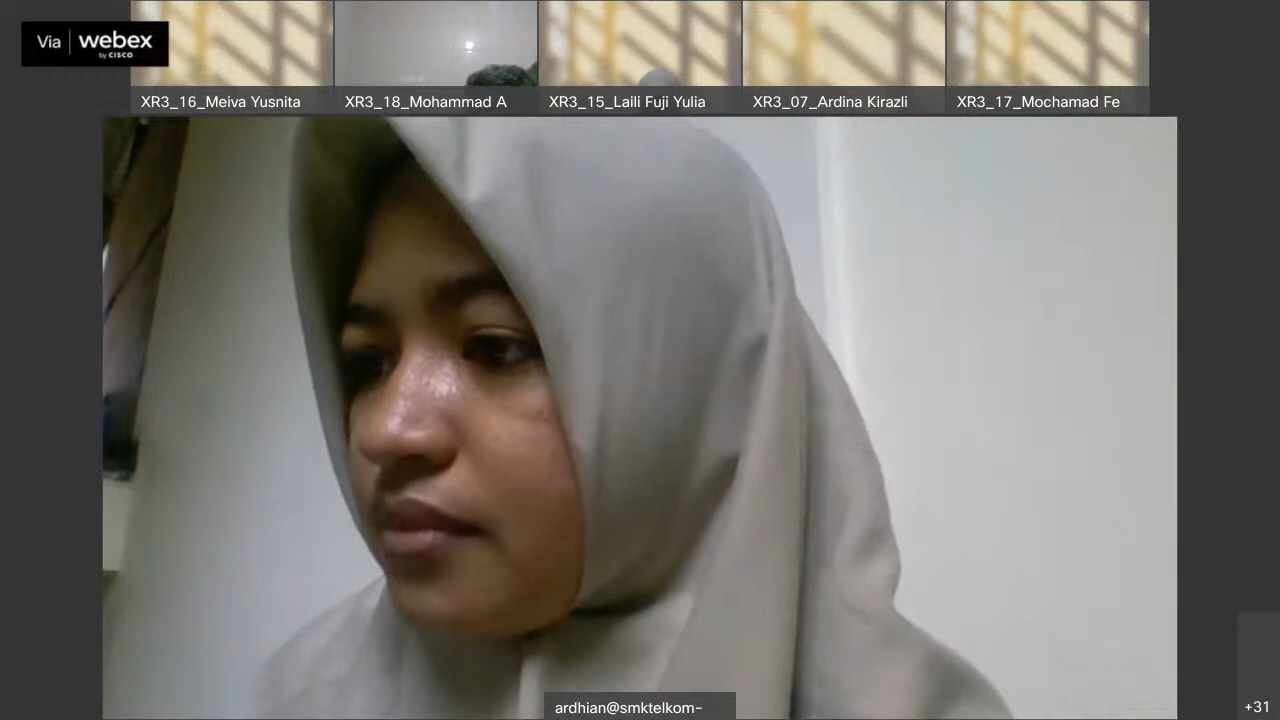 Via webex
by CISCO
XR3_16_Meiva Yusnita
XR3_18_Mohammad A
XR3_15_Laili Fuji Yulia
XR3_07_Ardina Kirazli
XR3_17_Mochamad Fe
ardhian@smktelkom-
+31